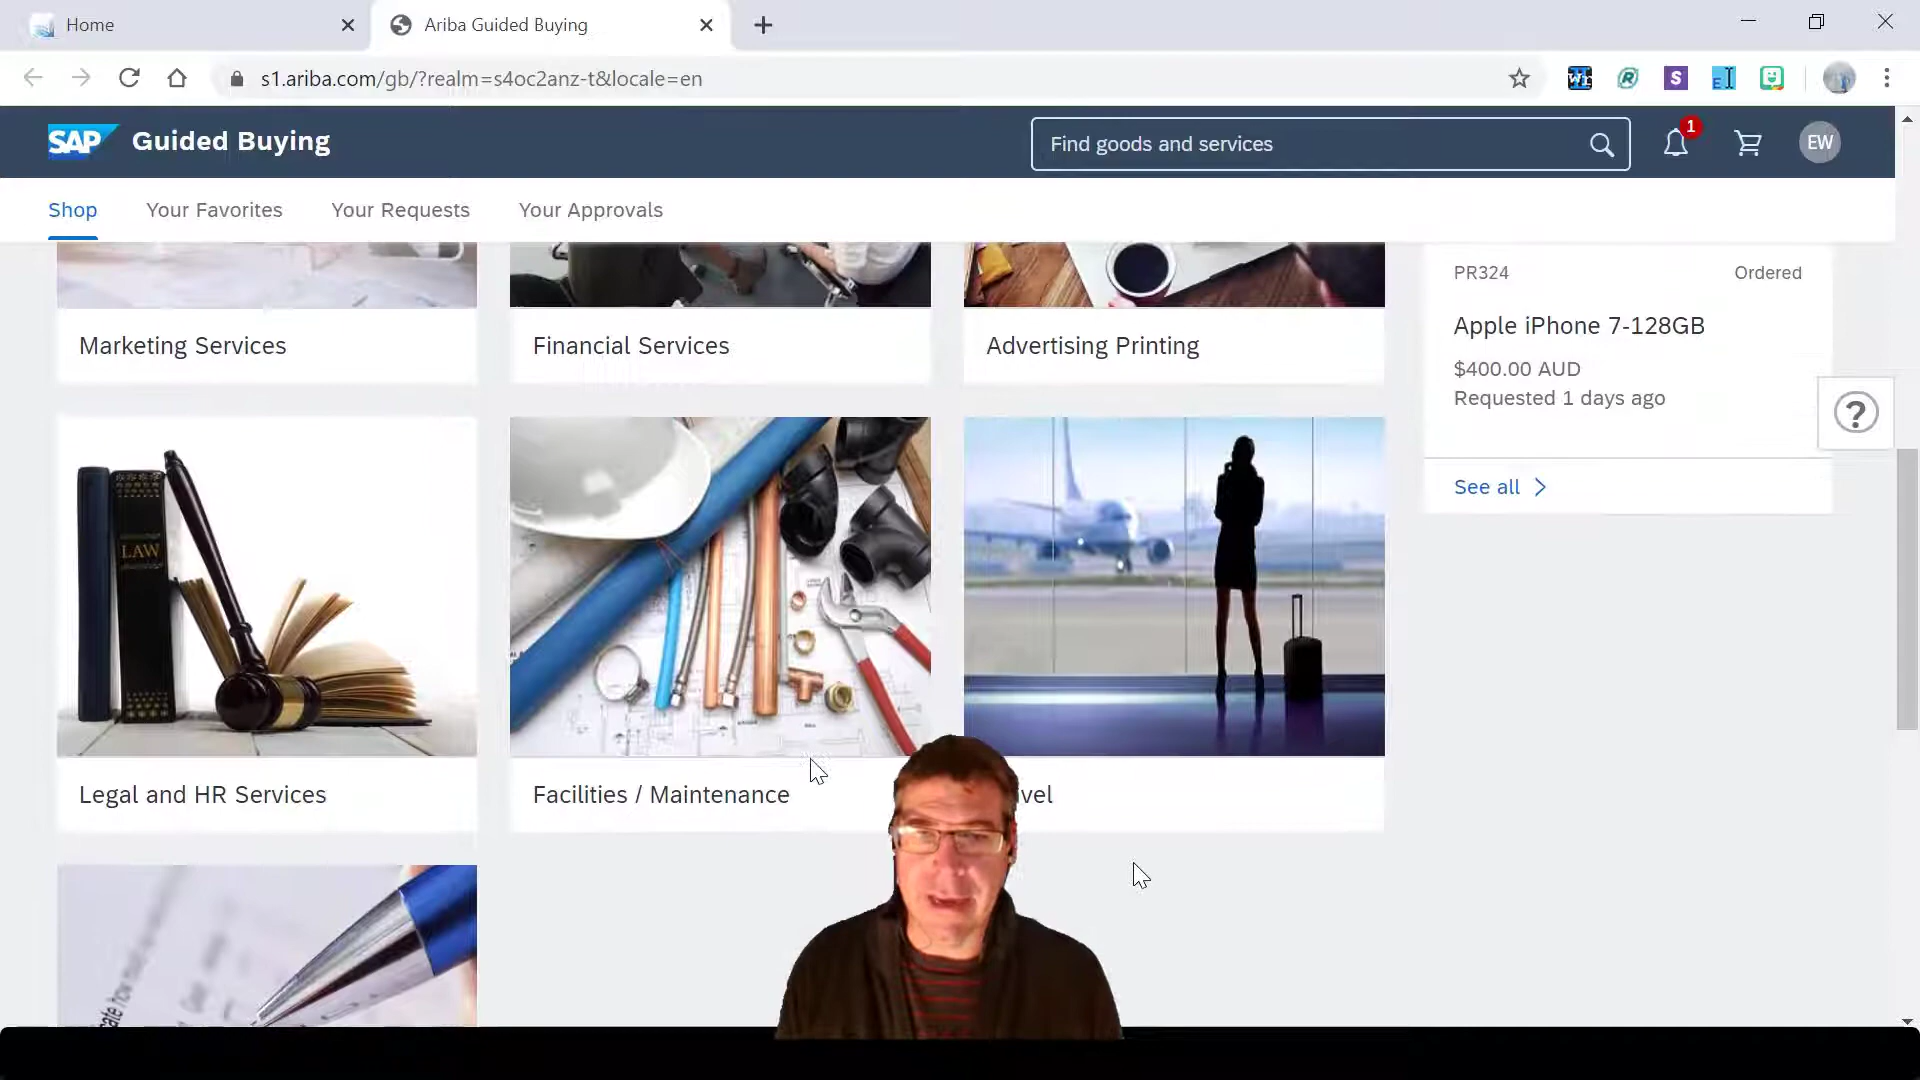 Home
Ariba Guided Buying
s1.ariba.com/gb/?realm=s4oc2anz-t&locale=en
SAP Guided Buying
Find goods and services
1
EW
Shop
Your Favorites
Your Requests
Your Approvals
PR324
Ordered
Apple iPhone 7-128GB
$400.00 AUD
Requested 1 days ago
See all
Marketing Services
Financial Services
Advertising Printing
LAW
Legal and HR Services
Facilities / Maintenance
vel